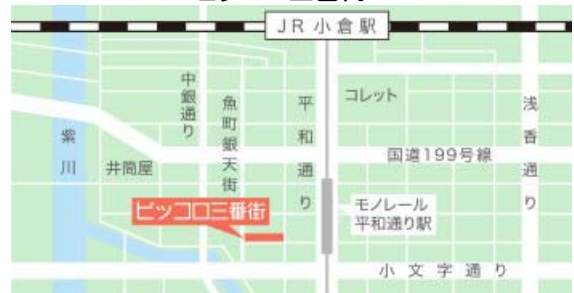 JR小倉駅
中銀通り
魚町銀天街
平和通り
コレット
浅香通り
紫川
井筒屋
国道199号線
ピッコロ三番街
モノレール
平和通り駅
小文字通り